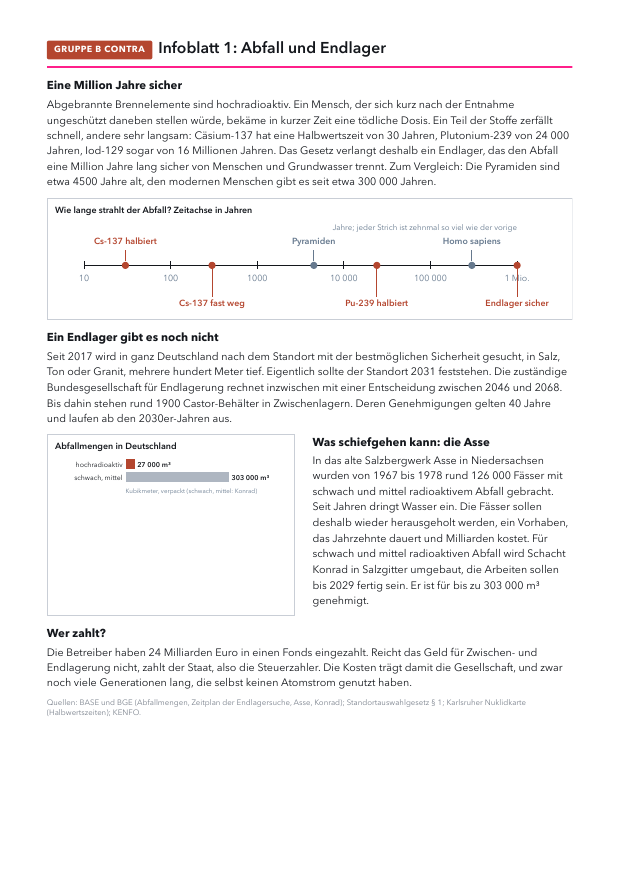 GRUPPE B CONTRA Infoblatt 1: Abfall und Endlager
Eine Million Jahre sicher
Abgebrannte Brennelemente sind hochradioaktiv. Ein Mensch, der sich kurz nach der Entnahme
ungeschützt daneben stellen würde, bekäme in kurzer Zeit eine tödliche Dosis. Ein Teil der Stoffe zerfällt
schnell, andere sehr langsam: Cäsium-137 hat eine Halbwertszeit von 30 Jahren, Plutonium-239 von 24 000
Jahren, Iod-129 sogar von 16 Millionen Jahren. Das Gesetz verlangt deshalb ein Endlager, das den Abfall
eine Million Jahre lang sicher von Menschen und Grundwasser trennt. Zum Vergleich: Die Pyramiden sind
etwa 4500 Jahre alt, den modernen Menschen gibt es seit etwa 300 000 Jahren.
Wie lange strahlt der Abfall? Zeitachse in Jahren
Jahre; jeder Strich ist zehnmal so viel wie der vorige
Cs-137 halbiert Pyramiden Homo sapiens
10 100 1000 10 000 100 000 1 Mio.
Cs-137 fast weg Pu-239 halbiert Endlager sicher
Ein Endlager gibt es noch nicht
Seit 2017 wird in ganz Deutschland nach dem Standort mit der bestmöglichen Sicherheit gesucht, in Salz,
Ton oder Granit, mehrere hundert Meter tief. Eigentlich sollte der Standort 2031 feststehen. Die zuständige
Bundesgesellschaft für Endlagerung rechnet inzwischen mit einer Entscheidung zwischen 2046 und 2068.
Bis dahin stehen rund 1900 Castor-Behälter in Zwischenlagern. Deren Genehmigungen gelten 40 Jahre
und laufen ab den 2030er-Jahren aus.
Abfallmengen in Deutschland
hochradioaktiv 27 000 m³
schwach, mittel 303 000 m³
Kubikmeter, verpackt (schwach, mittel: Konrad)
Was schiefgehen kann: die Asse
In das alte Salzbergwerk Asse in Niedersachsen
wurden von 1967 bis 1978 rund 126 000 Fässer mit
schwach und mittel radioaktivem Abfall gebracht.
Seit Jahren dringt Wasser ein. Die Fässer sollen
deshalb wieder herausgeholt werden, ein Vorhaben,
das Jahrzehnte dauert und Milliarden kostet. Für
schwach und mittel radioaktiven Abfall wird Schacht
Konrad in Salzgitter umgebaut, die Arbeiten sollen
bis 2029 fertig sein. Er ist für bis zu 303 000 m³
genehmigt.
Wer zahlt?
Die Betreiber haben 24 Milliarden Euro in einen Fonds eingezahlt. Reicht das Geld für Zwischen- und
Endlagerung nicht, zahlt der Staat, also die Steuerzahler. Die Kosten trägt damit die Gesellschaft, und zwar
noch viele Generationen lang, die selbst keinen Atomstrom genutzt haben.
Quellen: BASE und BGE (Abfallmengen, Zeitplan der Endlagersuche, Asse, Konrad); Standortauswahlgesetz § 1; Karlsruher Nuklidkarte
(Halbwertszeiten); KENFO.